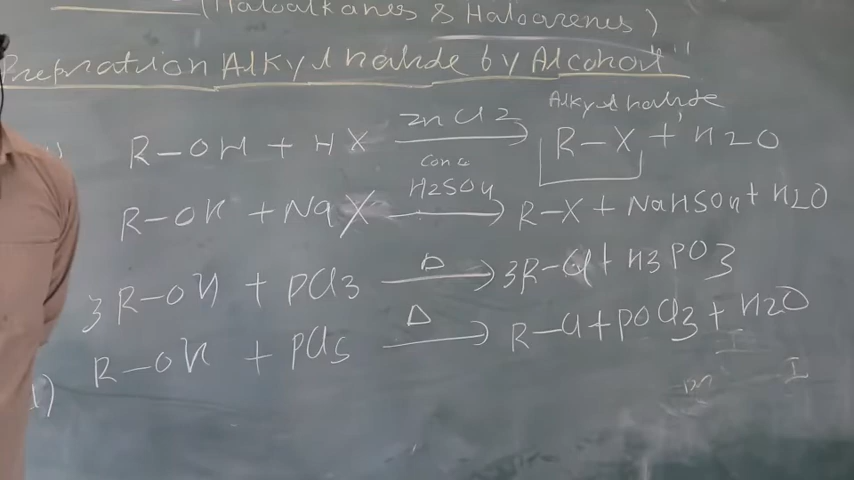 (Haloalkanes & Haloarenes)
Prepratuion Alkyl halide by Alcohol"
Alkyl halide
R-OH + HX ZnCl2 → R-X + H2O
R-OH + NaX Conc H2SO4 → R-X + NaHSO4 + H2O
3R-OH + PCl3 Δ → 3R-Cl + H3PO3
R-OH + PCl5 Δ → R-Cl + POCl3 + H2O
I
I